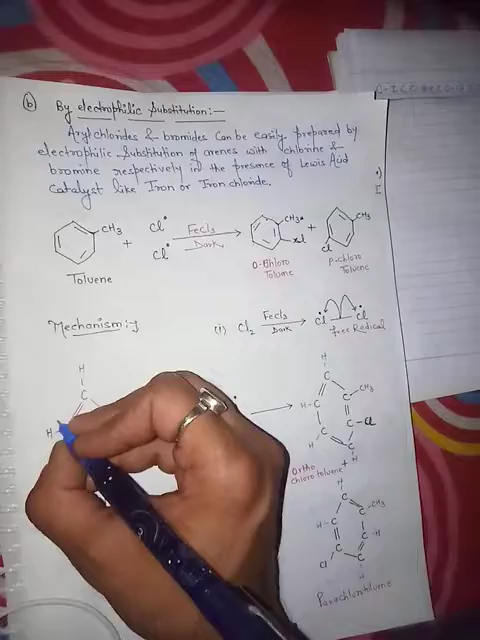 (b) By electrophilic Substitution:-
Aryl chlorides & bromides can be easily prepared by
electrophilic Substitution of arenes with chlorine &
bromine respectively in the presence of Lewis Acid
Catalyst like Iron or Iron chloride.
CH3 + Cl• Cl• FeCl3 Dark CH3 Cl + CH3 Cl
Toluene
Toluene
P-chloro
Toluene
Mechanism:-
(i) Cl2 FeCl3 Dark Cl Cl
free Radical
H
H
C
H
C
C CH3
H-C
C-Cl
H C
H
Ortho
chlorotoluene +
H
C
C-CH3
H-C
C-H
C
C
Cl
H
Parachlorotoluene